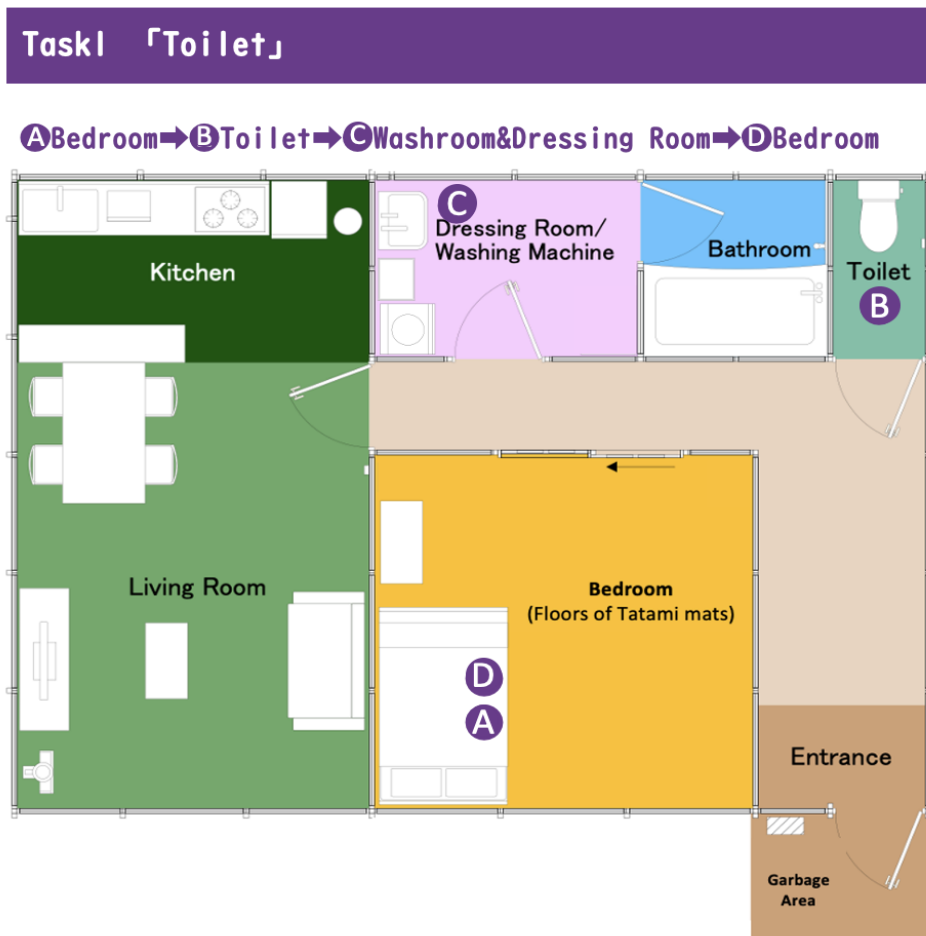 Task1 「Toilet」
ⒶBedroom➡ⒷToilet➡ⒸWashroom&Dressing Room➡ⒹBedroom
C
Dressing Room/
Washing Machine
Bathroom
Toilet
B
Kitchen
Living Room
Bedroom
(Floors of Tatami mats)
D
A
Entrance
Garbage
Area